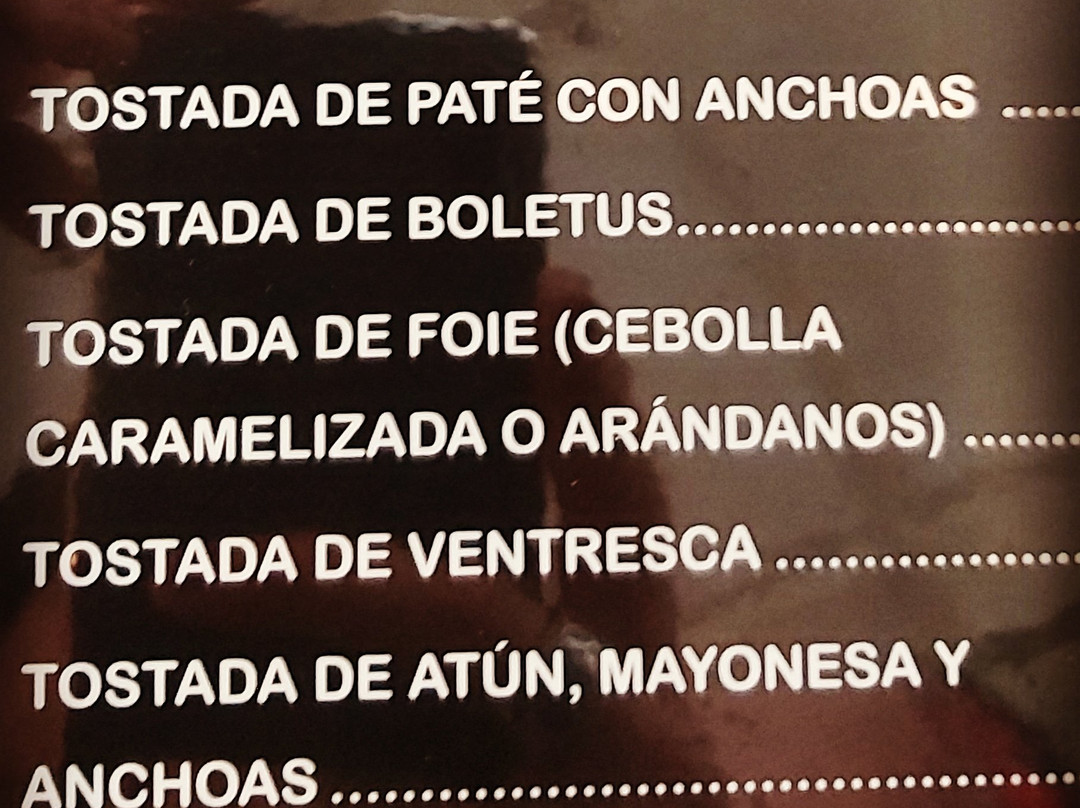 TOSTADA DE PATÉ CON ANCHOAS .....
TOSTADA DE BOLETUS..............................
TOSTADA DE FOIE (CEBOLLA
CARAMELIZADA O ARÁNDANOS) ........
TOSTADA DE VENTRESCA ......................
TOSTADA DE ATÚN, MAYONESA Y
ANCHOAS .......................................................